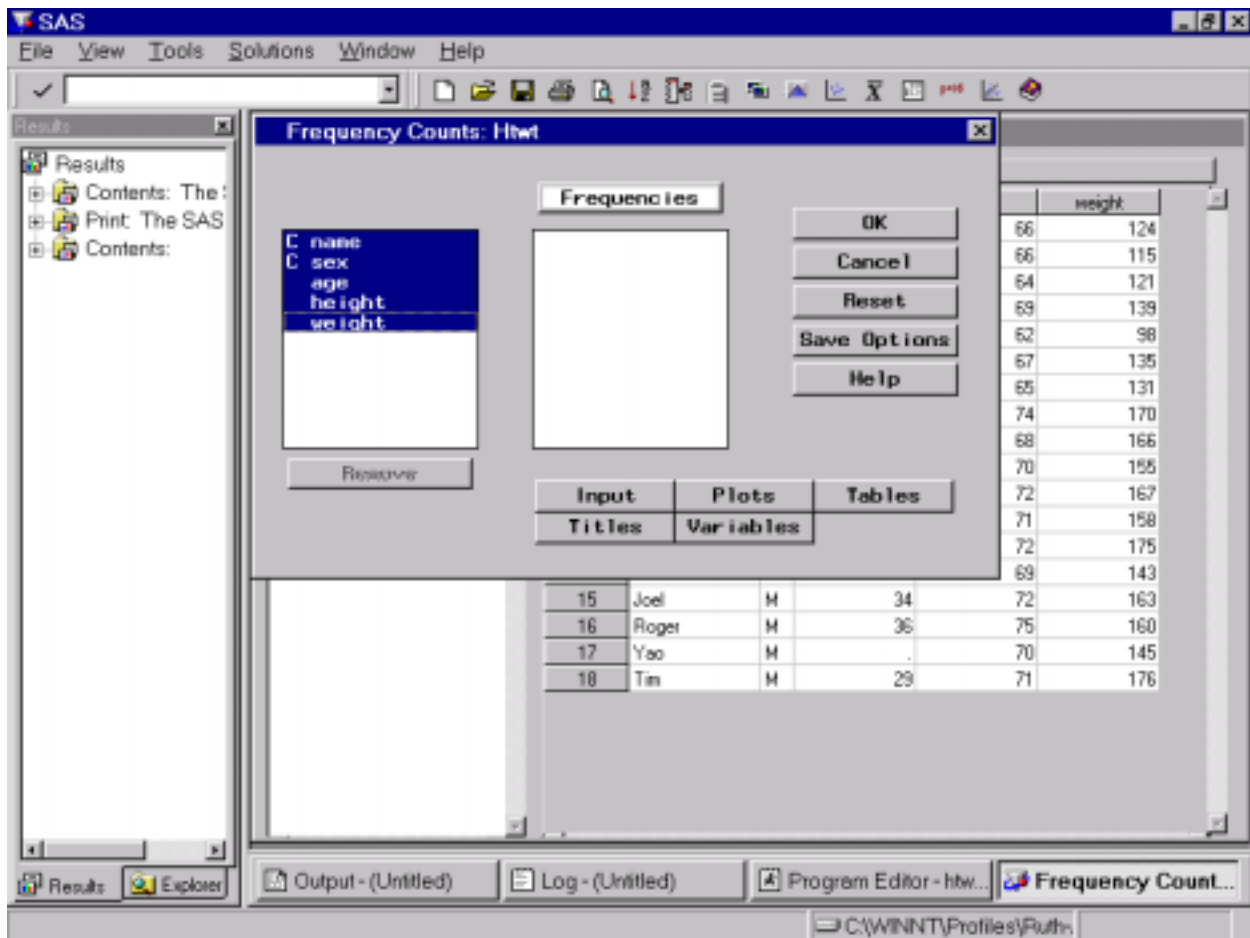 SAS
File View Tools Solutions Window Help
Results
Results
Contents: The
Print: The SAS
Contents:
Frequency Counts: Htwt
Frequencies
C name
C sex
age
height
weight
Remove
OK
Cancel
Reset
Save Options
Help
Input Plots Tables
Titles Variables
weight
66 124
66 115
64 121
69 139
62 98
67 135
65 131
74 170
68 166
70 155
72 167
71 158
72 175
69 143
15 Joel M 34 72 163
16 Roger M 36 75 160
17 Yao M . 70 145
18 Tim M 29 71 176
Results Explorer
Output - (Untitled) Log - (Untitled) Program Editor - htw... Frequency Count...
C:\WINNT\Profiles\Ruth